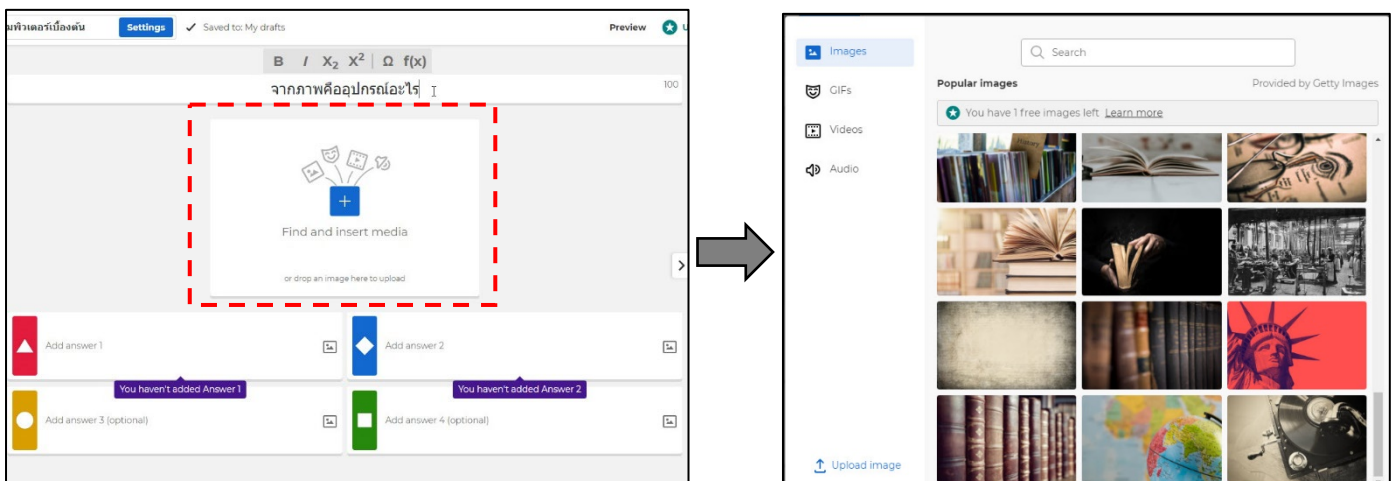 มพิวเตอร์เบื้องต้น Settings ✓ Saved to: My drafts Preview
B I X₂ X² Ω f(x)
จากภาพคืออุปกรณ์อะไร 100
Find and insert media
or drop an image here to upload
Add answer 1
Add answer 2
You haven't added Answer 1
You haven't added Answer 2
Add answer 3 (optional)
Add answer 4 (optional)
Images
GIFs
Videos
Audio
Upload image
Search
Popular images Provided by Getty Images
You have 1 free images left Learn more